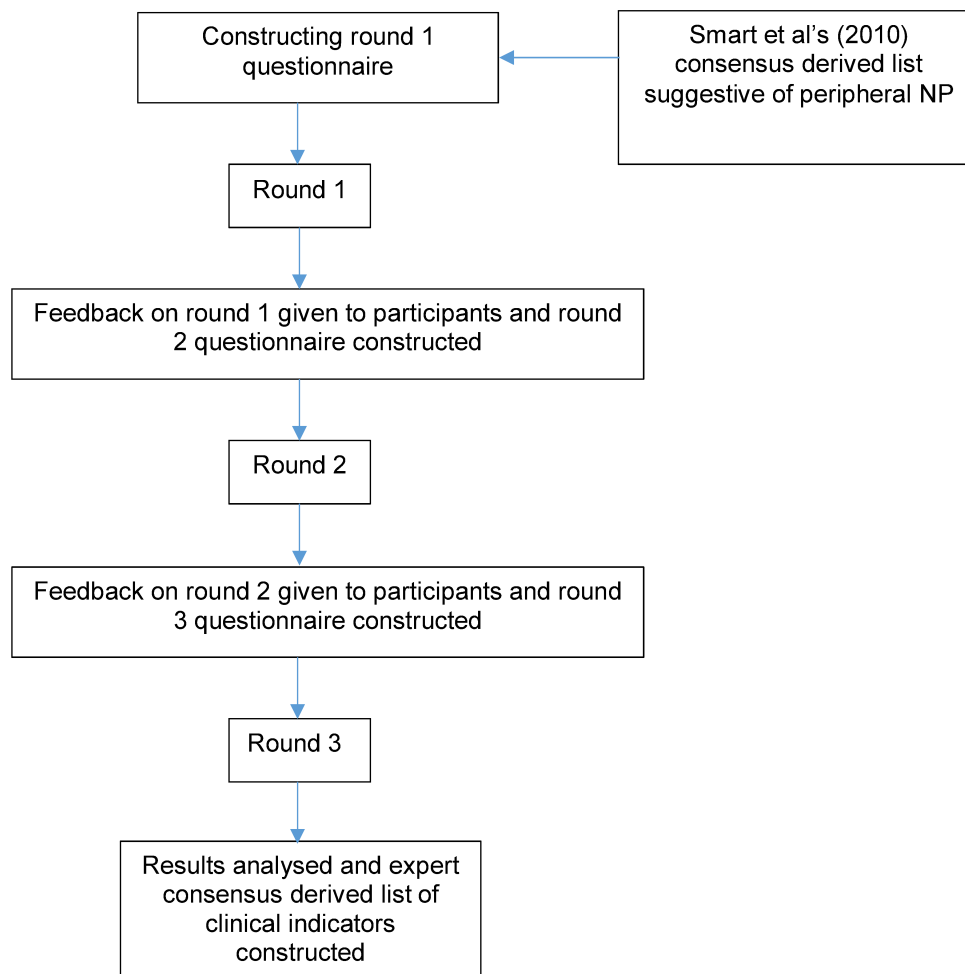 Constructing round 1
questionnaire
Smart et al’s (2010)
consensus derived list
suggestive of peripheral NP
Round 1
Feedback on round 1 given to participants and round
2 questionnaire constructed
Round 2
Feedback on round 2 given to participants and round
3 questionnaire constructed
Round 3
Results analysed and expert
consensus derived list of
clinical indicators
constructed